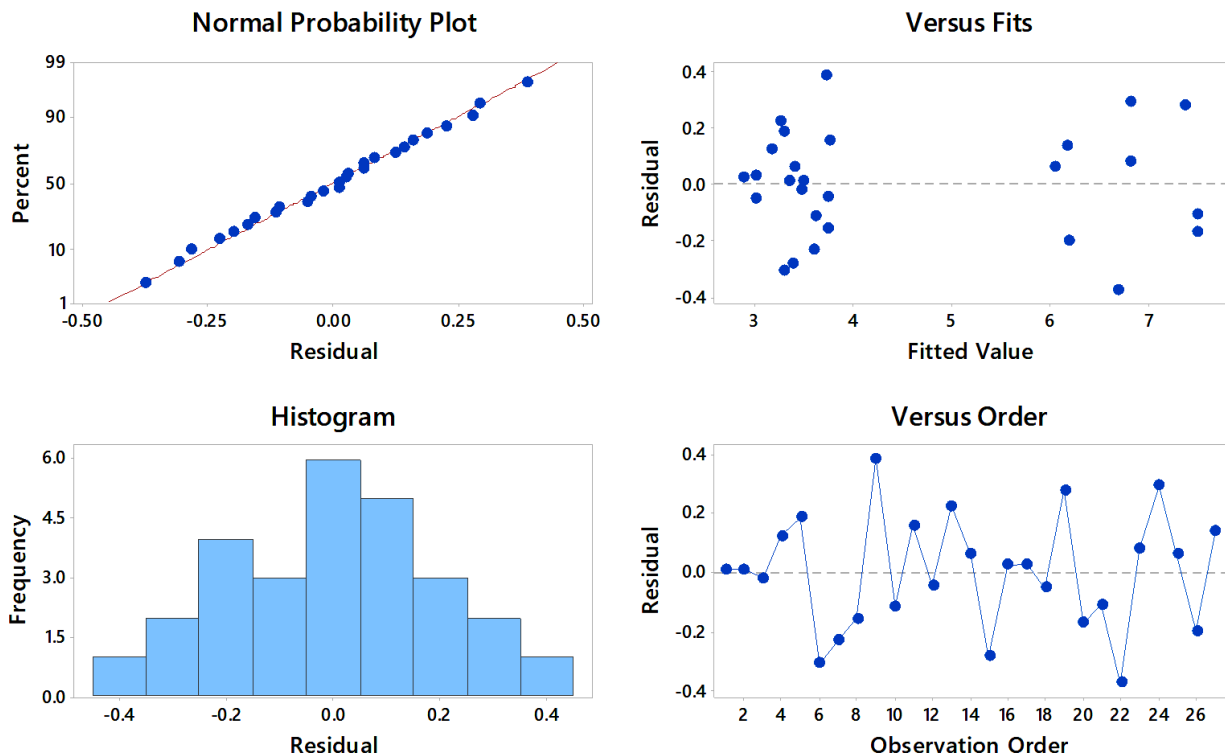 Normal Probability Plot
99
90
50
10
1
Percent
-0.50 -0.25 0.00 0.25 0.50
Residual
Versus Fits
0.4
0.2
0.0
-0.2
-0.4
Residual
3 4 5 6 7
Fitted Value
Histogram
6.0
4.5
3.0
1.5
0.0
Frequency
-0.4 -0.2 0.0 0.2 0.4
Residual
Versus Order
0.4
0.2
0.0
-0.2
-0.4
Residual
2 4 6 8 10 12 14 16 18 20 22 24 26
Observation Order